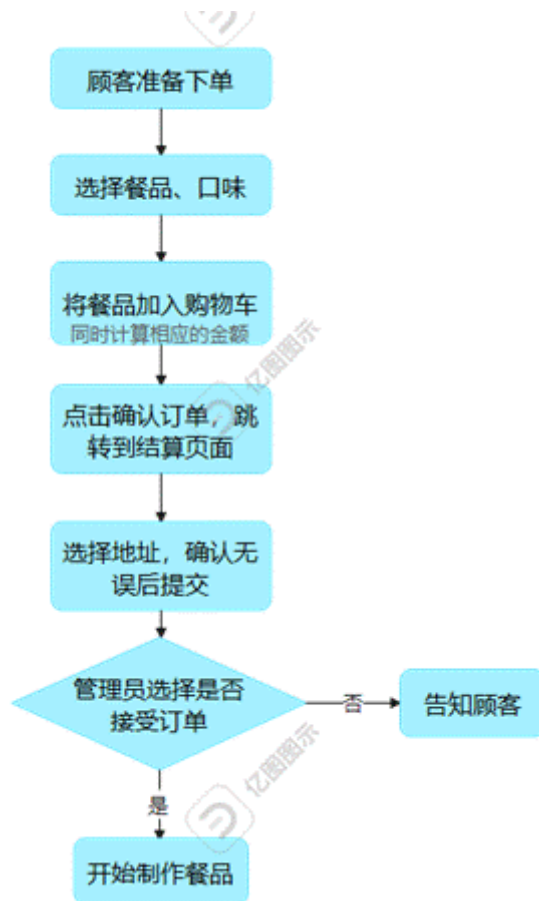 顾客准备下单
选择餐品、口味
将餐品加入购物车
同时计算相应的金额
亿图图示
点击确认订单，跳
转到结算页面
选择地址，确认无
误后提交
管理员选择是否
接受订单
否
告知顾客
亿图图示
是
开始制作餐品